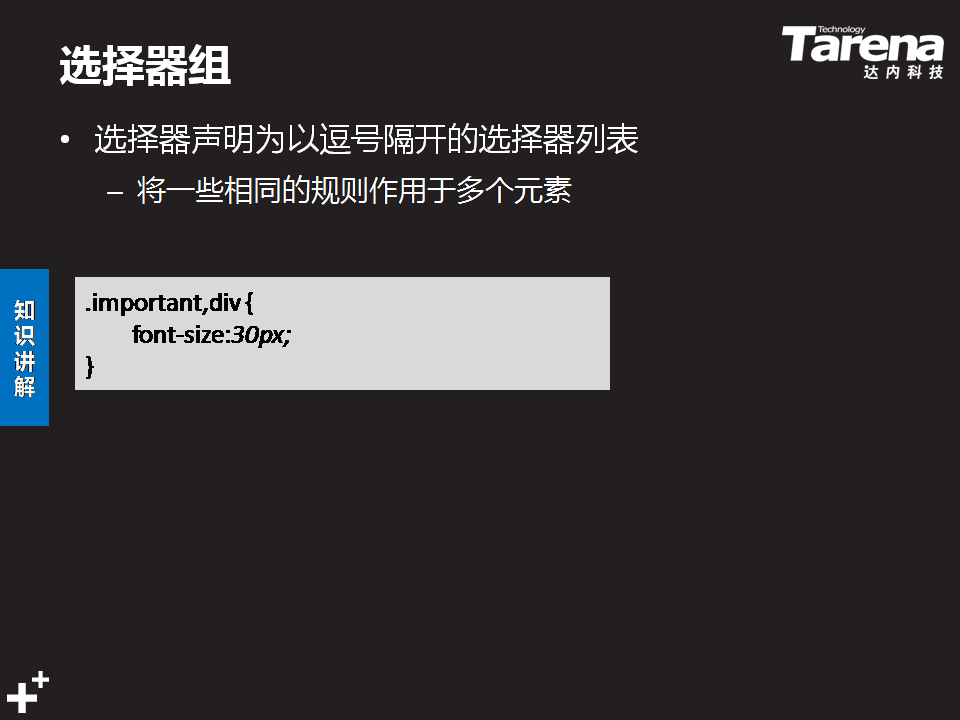 选择器组
Technology
Tarena
达内科技
• 选择器声明为以逗号隔开的选择器列表
– 将一些相同的规则作用于多个元素
知识讲解
.important,div {
font-size:30px;
}